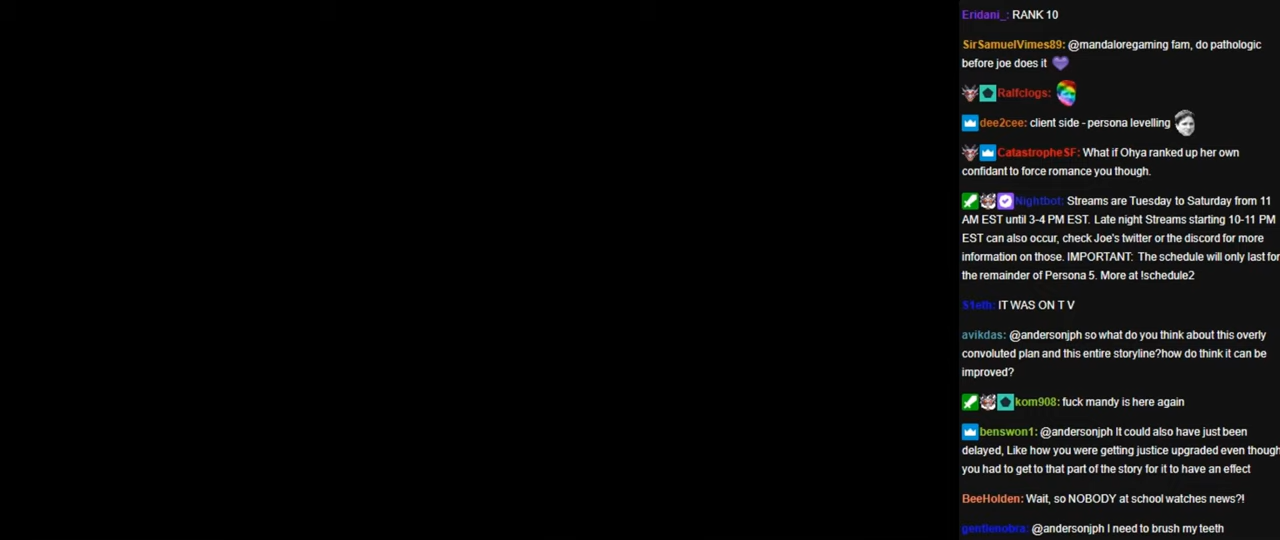 Eridani_: RANK 10
SirSamuelVimes89: @mandaloregaming fam, do pathologic
before joe does it
Ralfclogs:
dee2cee: client side - persona levelling
CatastropheSF: What if Ohya ranked up her own
confidant to force romance you though.
Nightbot: Streams are Tuesday to Saturday from 11
AM EST until 3-4 PM EST. Late night Streams starting 10-11 PM
EST can also occur, check Joe's twitter or the discord for more
information on those. IMPORTANT: The schedule will only last for
the remainder of Persona 5. More at !schedule2
S1eth: IT WAS ON T V
avikdas: @andersonjph so what do you think about this overly
convoluted plan and this entire storyline?how do think it can be
improved?
kom908: fuck mandy is here again
benswon1: @andersonjph It could also have just been
delayed, Like how you were getting justice upgraded even though
you had to get to that part of the story for it to have an effect
BeeHolden: Wait, so NOBODY at school watches news?!
gentlenobra: @andersonjph I need to brush my teeth